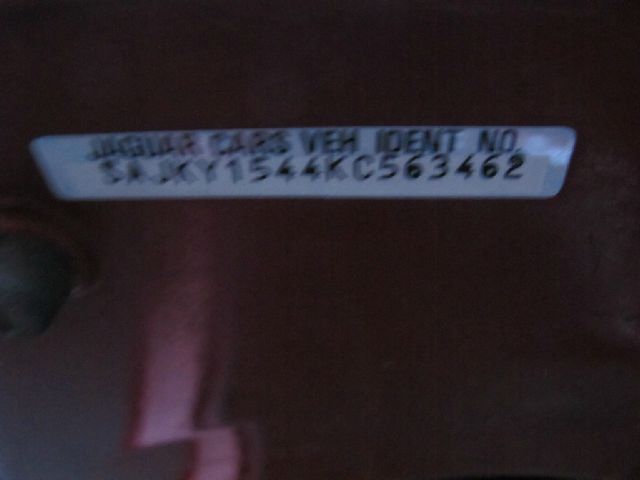 JAGUAR CARS VEH IDENT NO.
SAJKY1544KC563462